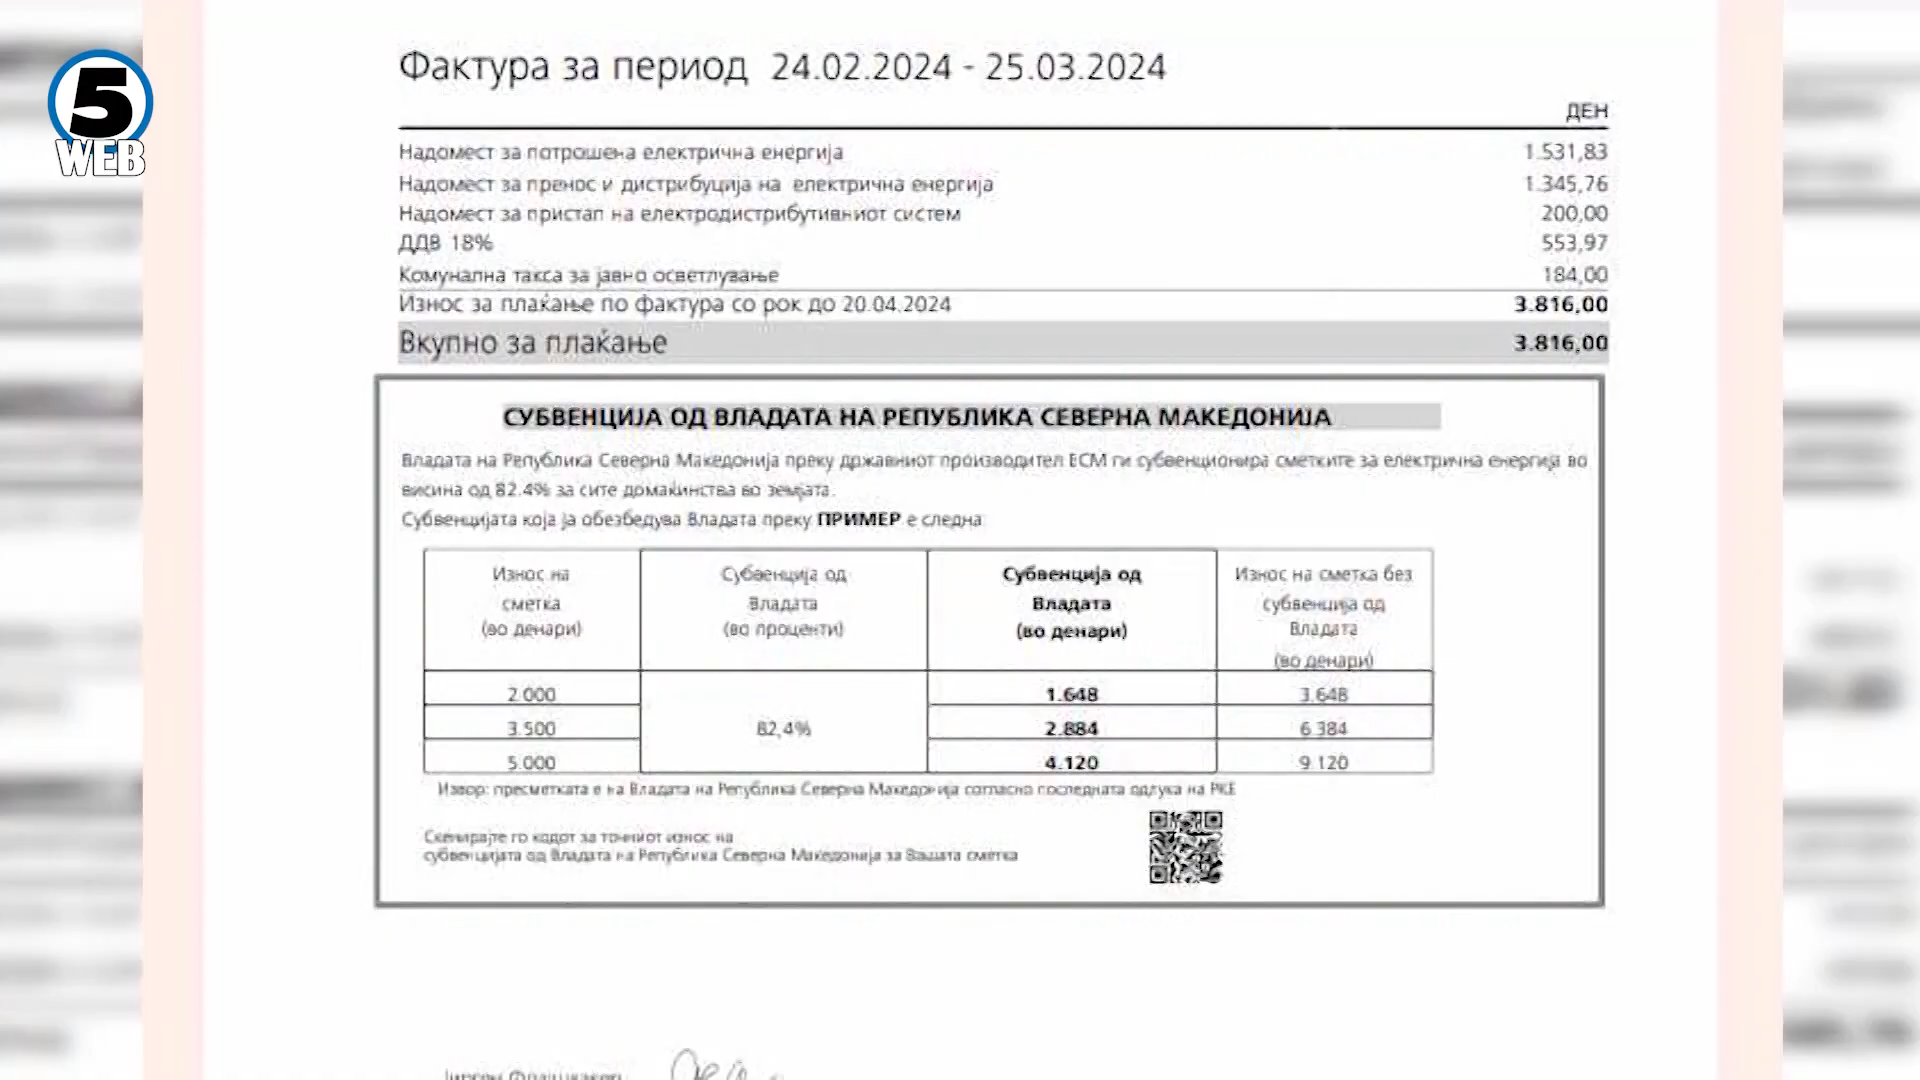 5
WEB
Фактура за период 24.02.2024 - 25.03.2024
ДЕН
Надомест за потрошена електрична енергија 1.531,83
Надомест за пренос и дистрибуција на електрична енергија 1.345,76
Надомест за пристап на електродистрибутивниот систем 200,00
ДДВ 18% 553,97
Комунална такса за јавно осветлување 184,00
Износ за плаќање по фактура со рок до 20.04.2024 3.816,00
Вкупно за плаќање 3.816,00
СУБВЕНЦИЈА ОД ВЛАДАТА НА РЕПУБЛИКА СЕВЕРНА МАКЕДОНИЈА
Владата на Република Северна Македонија преку државниот производител ЕСМ ги субвенционира сметките за електрична енергија во
висина од 82.4% за сите домаќинства во земјата.
Субвенцијата која ја обезбедува Владата преку ПРИМЕР е следна
Износ на
сметка
(во денари)
Субвенција од
Владата
(во проценти)
Субвенција од
Владата
(во денари)
Износ на сметка без
субвенција од
Владата
(во денари)
2.000 1.648 3.648
3.500 82,4% 2.884 6.384
5.000 4.120 9.120
Извор: пресметката е на Владата на Република Северна Македонија согласно последната одлука на РКЕ
Скенирајте го кодот за точниот износ на
субвенцијата од Владата на Република Северна Македонија за Вашата сметка